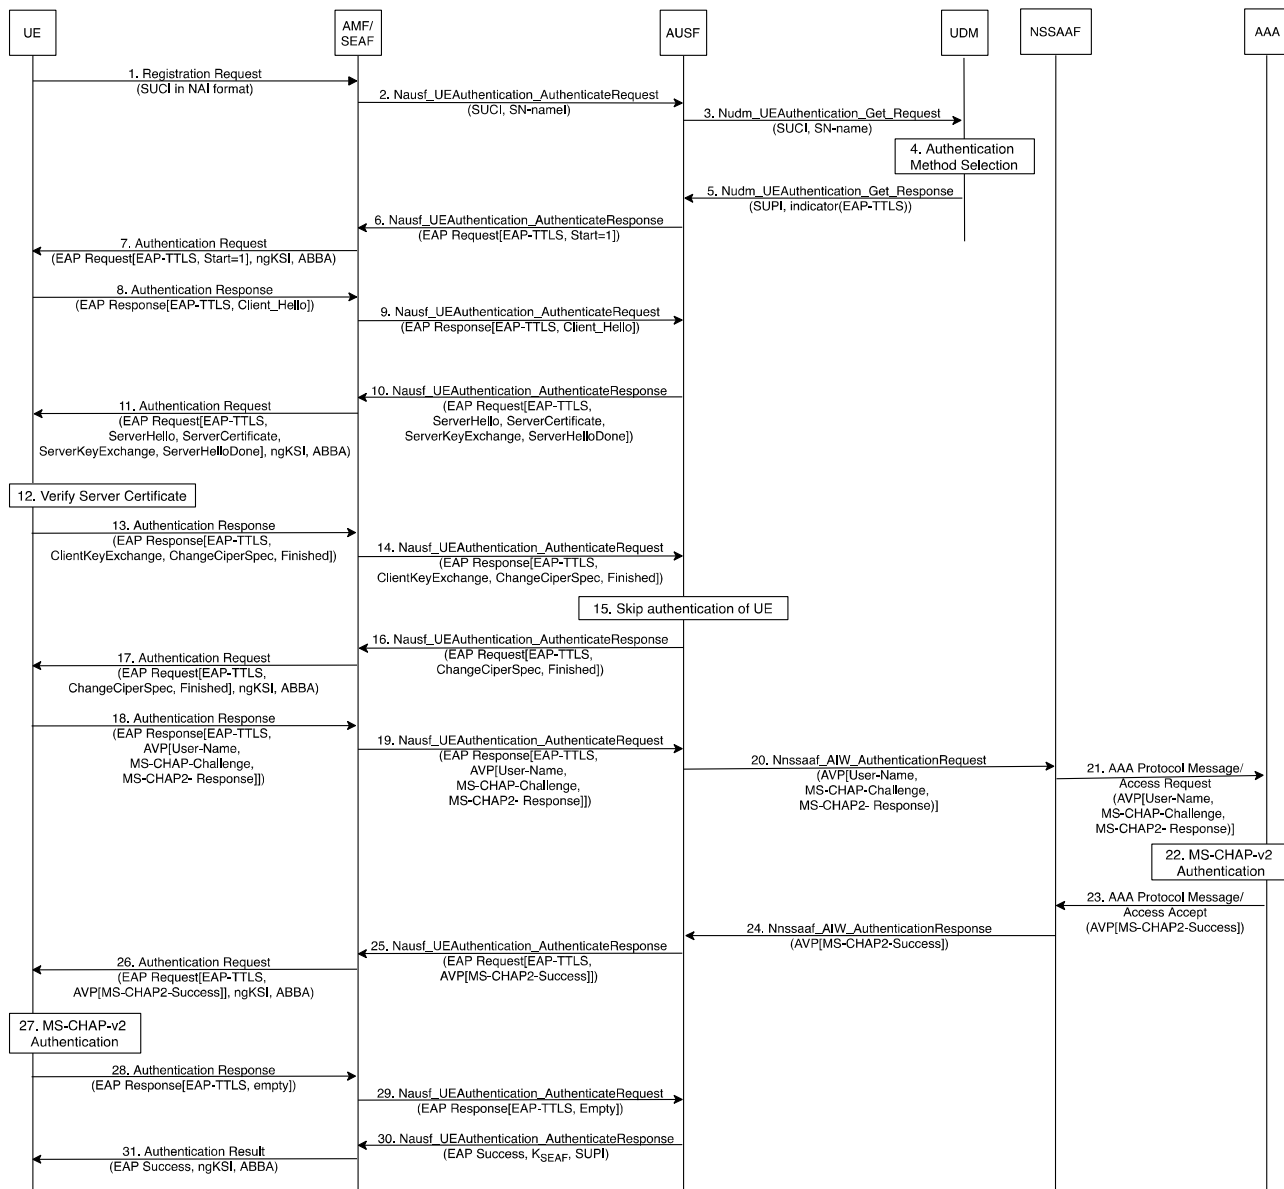 UE
AMF/
SEAF
AUSF
UDM
NSSAAF
AAA
1. Registration Request
(SUCI in NAI format)
2. Nausf_UEAuthentication_AuthenticateRequest
(SUCI, SN-nameI)
3. Nudm_UEAuthentication_Get_Request
(SUCI, SN-name)
4. Authentication
Method Selection
5. Nudm_UEAuthentication_Get_Response
(SUPI, indicator(EAP-TTLS))
6. Nausf_UEAuthentication_AuthenticateResponse
(EAP Request[EAP-TTLS, Start=1])
7. Authentication Request
(EAP Request[EAP-TTLS, Start=1], ngKSI, ABBA)
8. Authentication Response
(EAP Response[EAP-TTLS, Client_Hello])
9. Nausf_UEAuthentication_AuthenticateRequest
(EAP Response[EAP-TTLS, Client_Hello])
10. Nausf_UEAuthentication_AuthenticateResponse
(EAP Request[EAP-TTLS,
ServerHello, ServerCertificate,
ServerKeyExchange, ServerHelloDone])
11. Authentication Request
(EAP Request[EAP-TTLS,
ServerHello, ServerCertificate,
ServerKeyExchange, ServerHelloDone], ngKSI, ABBA)
12. Verify Server Certificate
13. Authentication Response
(EAP Response[EAP-TTLS,
ClientKeyExchange, ChangeCiperSpec, Finished])
14. Nausf_UEAuthentication_AuthenticateRequest
(EAP Response[EAP-TTLS,
ClientKeyExchange, ChangeCiperSpec, Finished])
15. Skip authentication of UE
16. Nausf_UEAuthentication_AuthenticateResponse
(EAP Request[EAP-TTLS,
ChangeCiperSpec, Finished])
17. Authentication Request
(EAP Request[EAP-TTLS,
ChangeCiperSpec, Finished], ngKSI, ABBA)
18. Authentication Response
(EAP Response[EAP-TTLS,
AVP[User-Name,
MS-CHAP-Challenge,
MS-CHAP2- Response]])
19. Nausf_UEAuthentication_AuthenticateRequest
(EAP Response[EAP-TTLS,
AVP[User-Name,
MS-CHAP-Challenge,
MS-CHAP2- Response]])
20. Nnssaaf_AIW_AuthenticationRequest
(AVP[User-Name,
MS-CHAP-Challenge,
MS-CHAP2- Response)]
21. AAA Protocol Message/
Access Request
(AVP[User-Name,
MS-CHAP-Challenge,
MS-CHAP2- Response)]
22. MS-CHAP-v2
Authentication
23. AAA Protocol Message/
Access Accept
(AVP[MS-CHAP2-Success])
24. Nnssaaf_AIW_AuthenticationResponse
(AVP[MS-CHAP2-Success])
25. Nausf_UEAuthentication_AuthenticateResponse
(EAP Request[EAP-TTLS,
AVP[MS-CHAP2-Success]])
26. Authentication Request
(EAP Request[EAP-TTLS,
AVP[MS-CHAP2-Success]], ngKSI, ABBA)
27. MS-CHAP-v2
Authentication
28. Authentication Response
(EAP Response[EAP-TTLS, empty])
29. Nausf_UEAuthentication_AuthenticateRequest
(EAP Response[EAP-TTLS, Empty])
30. Nausf_UEAuthentication_AuthenticateResponse
(EAP Success, KSEAF, SUPI)
31. Authentication Result
(EAP Success, ngKSI, ABBA)